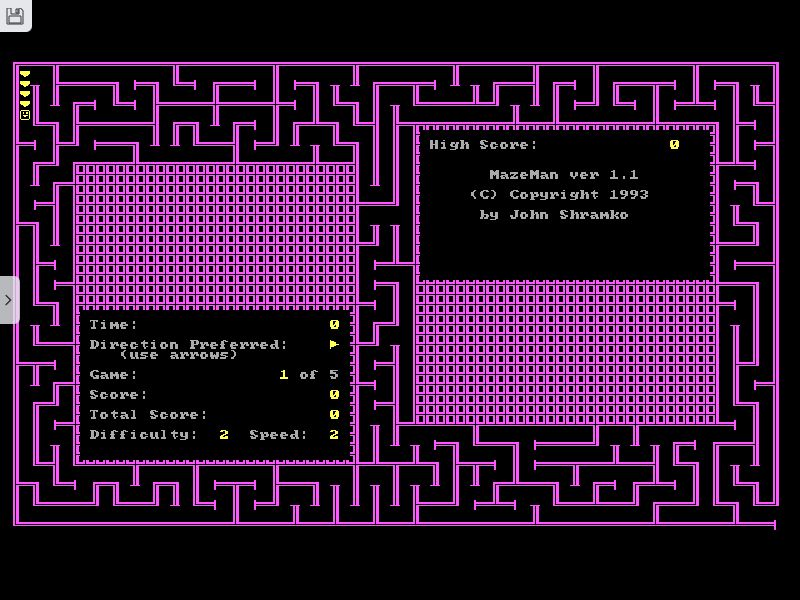 High Score: 0
MazeMan ver 1.1
(C) Copyright 1993
by John Shramko
Time: 0
Direction Preferred: ►
(use arrows)
Game: 1 of 5
Score: 0
Total Score: 0
Difficulty: 2 Speed: 2